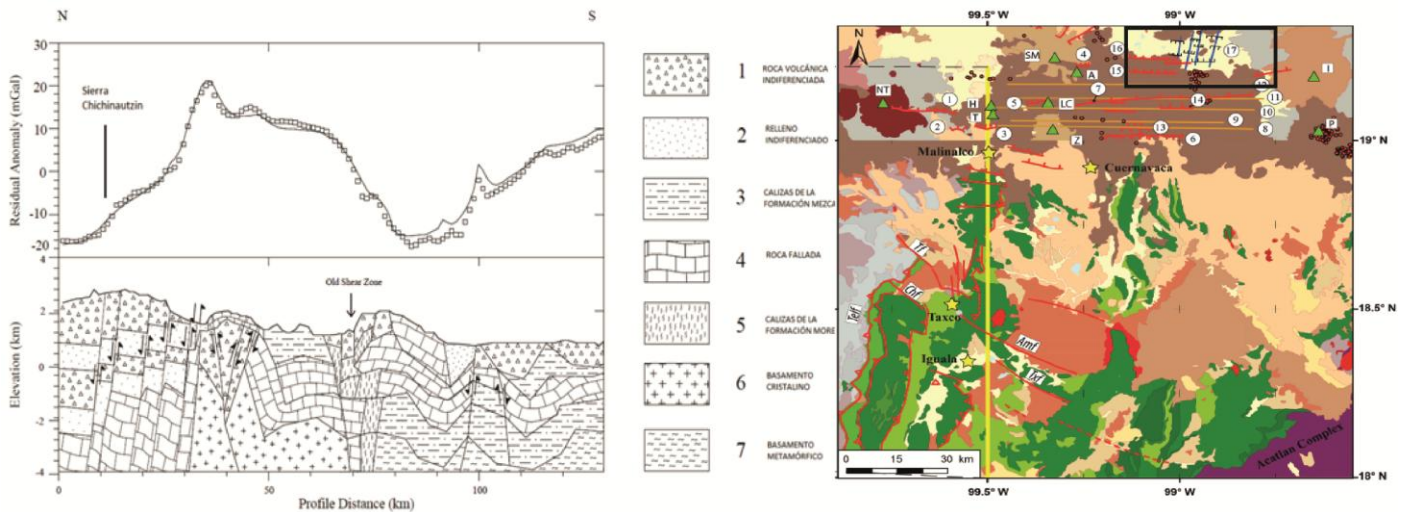 N
S
30
20
10
0
-10
-20
Residual Anomaly (mGal)
Sierra
Chichinautzin
4
2
0
-2
-4
Elevation (km)
Old Shear Zone
0
50
100
Profile Distance (km)
1
ROCA VOLCÁNICA
INDIFERENCIADA
2
RELLENO
INDIFERENCIADO
3
CALIZAS DE LA
FORMACIÓN MEZCA
4
ROCA FALLADA
5
CALIZAS DE LA
FORMACIÓN MORE
6
BASAMENTO
CRISTALINO
7
BASAMENTO
METAMÓRFICO
99.5° W
99° W
N
SM
4
16
17
A
15
I
7
NT
1
H
5
LC
14
11
10
T
2
3
9
P
Z
13
6
8
19° N
Malinalco
Cuernavaca
Telf
Chf
Taxco
18.5° N
Amf
Iguala
Acatlan Complex
0
15
30 km
18° N
99.5° W
99° W